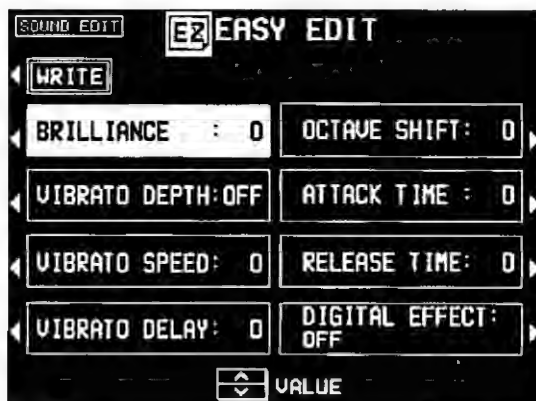 SOUND EDIT
EZ EASY EDIT
WRITE
BRILLIANCE : 0
OCTAVE SHIFT: 0
VIBRATO DEPTH:OFF
ATTACK TIME : 0
VIBRATO SPEED: 0
RELEASE TIME: 0
VIBRATO DELAY: 0
DIGITAL EFFECT:
OFF
VALUE